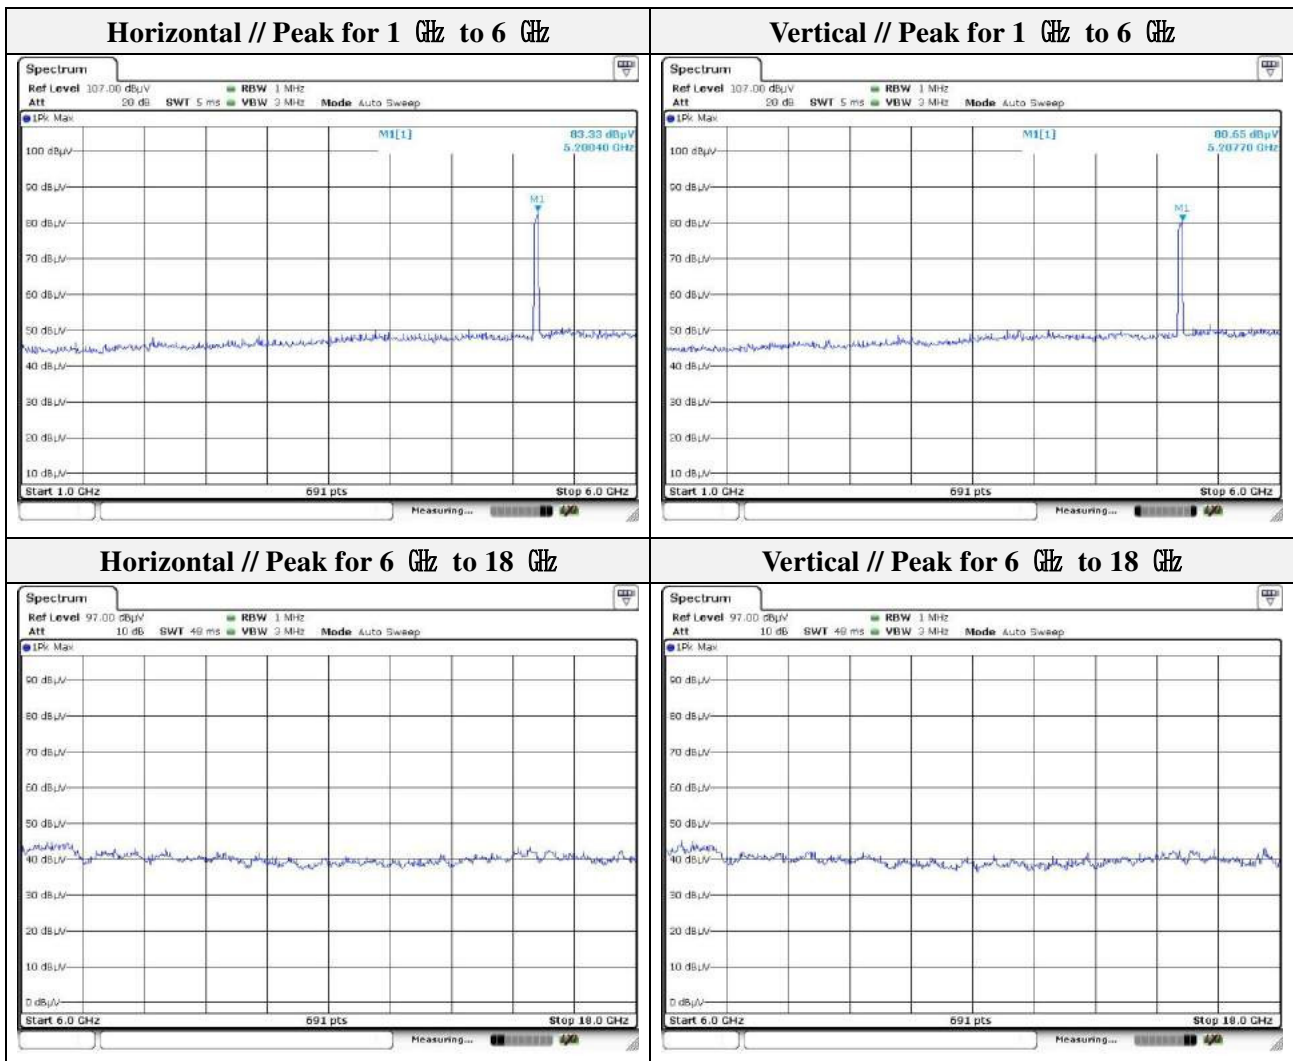 Horizontal // Peak for 1 ㎓ to 6 ㎓
Spectrum
Ref Level 107.00 dBµV RBW 1 MHz
Att 20 dB SWT 5 ms VBW 3 MHz Mode Auto Sweep
1Pk Max
M1[1] 83.33 dBµV
5.20840 GHz
100 dBµV
90 dBµV
M1
80 dBµV
70 dBµV
60 dBµV
50 dBµV
40 dBµV
30 dBµV
20 dBµV
10 dBµV
Start 1.0 GHz 691 pts Stop 6.0 GHz
Measuring...
Vertical // Peak for 1 ㎓ to 6 ㎓
Spectrum
Ref Level 107.00 dBµV RBW 1 MHz
Att 20 dB SWT 5 ms VBW 3 MHz Mode Auto Sweep
1Pk Max
M1[1] 80.65 dBµV
5.20770 GHz
100 dBµV
90 dBµV
M1
80 dBµV
70 dBµV
60 dBµV
50 dBµV
40 dBµV
30 dBµV
20 dBµV
10 dBµV
Start 1.0 GHz 691 pts Stop 6.0 GHz
Measuring...
Horizontal // Peak for 6 ㎓ to 18 ㎓
Spectrum
Ref Level 97.00 dBµV RBW 1 MHz
Att 10 dB SWT 48 ms VBW 3 MHz Mode Auto Sweep
1Pk Max
90 dBµV
80 dBµV
70 dBµV
60 dBµV
50 dBµV
40 dBµV
30 dBµV
20 dBµV
10 dBµV
0 dBµV
Start 6.0 GHz 691 pts Stop 18.0 GHz
Measuring...
Vertical // Peak for 6 ㎓ to 18 ㎓
Spectrum
Ref Level 97.00 dBµV RBW 1 MHz
Att 10 dB SWT 48 ms VBW 3 MHz Mode Auto Sweep
1Pk Max
90 dBµV
80 dBµV
70 dBµV
60 dBµV
50 dBµV
40 dBµV
30 dBµV
20 dBµV
10 dBµV
0 dBµV
Start 6.0 GHz 691 pts Stop 18.0 GHz
Measuring...